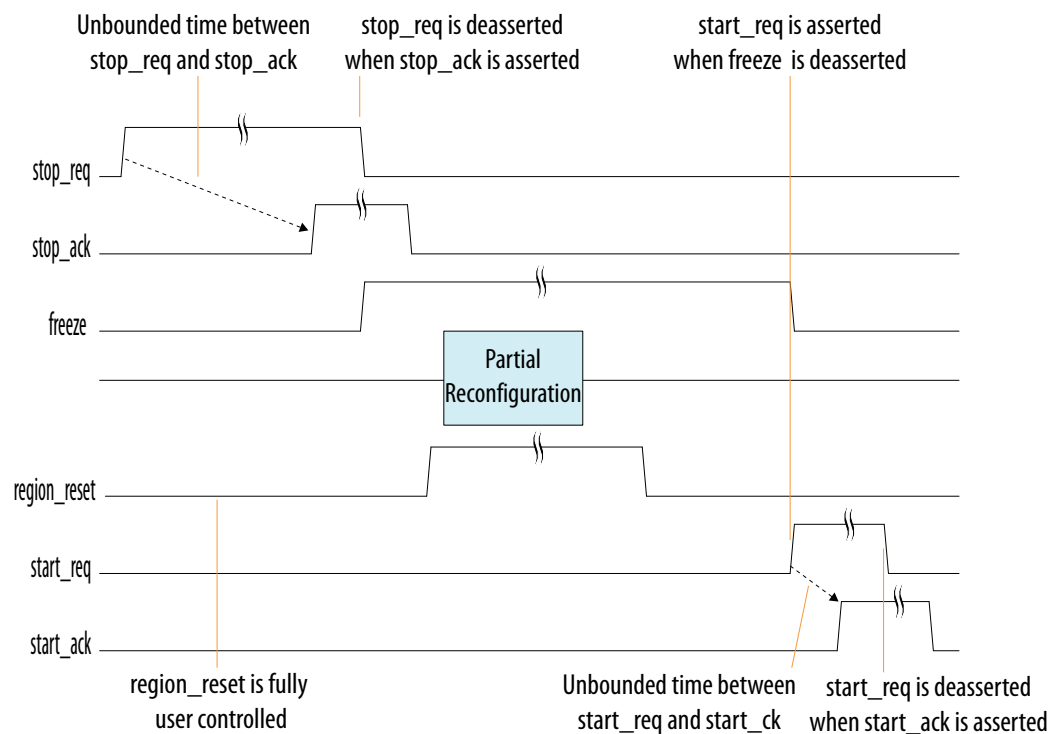 Unbounded time between
stop_req and stop_ack
stop_req is deasserted
when stop_ack is asserted
start_req is asserted
when freeze is deasserted
stop_req
stop_ack
freeze
Partial
Reconfiguration
region_reset
start_req
start_ack
region_reset is fully
user controlled
Unbounded time between
start_req and start_ck
start_req is deasserted
when start_ack is asserted